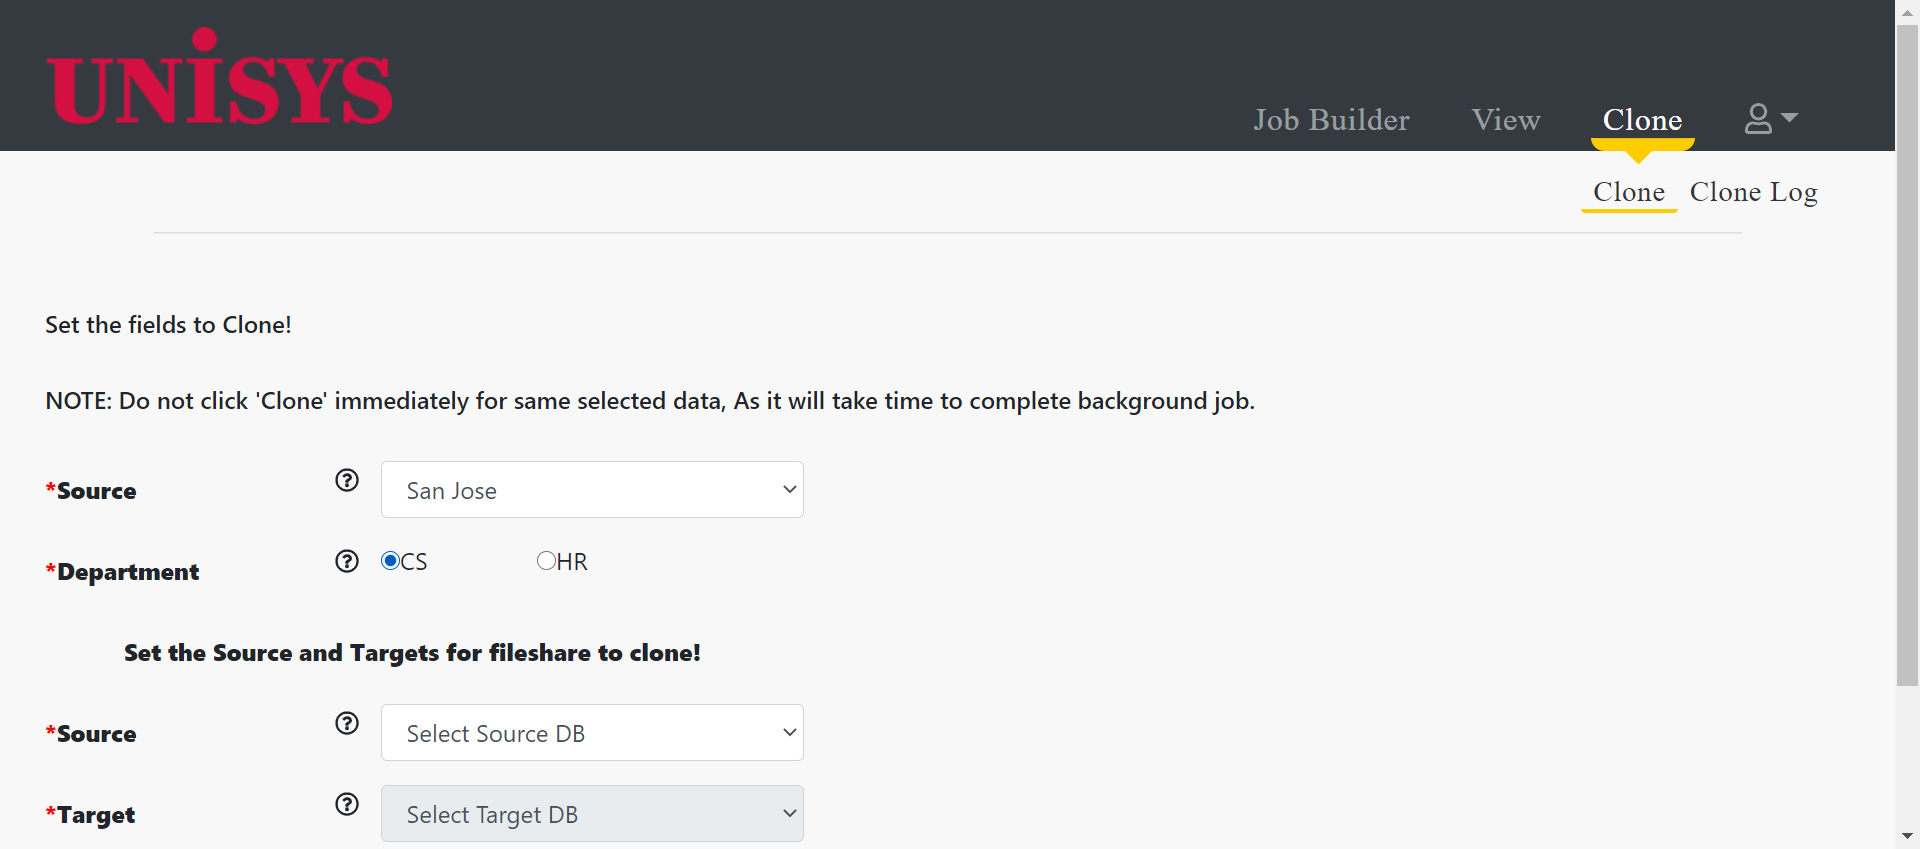 UNiSYS
Job Builder View Clone
Clone Clone Log
Set the fields to Clone!
NOTE: Do not click 'Clone' immediately for same selected data, As it will take time to complete background job.
*Source ? San Jose
*Department ? CS HR
Set the Source and Targets for fileshare to clone!
*Source ? Select Source DB
*Target ? Select Target DB